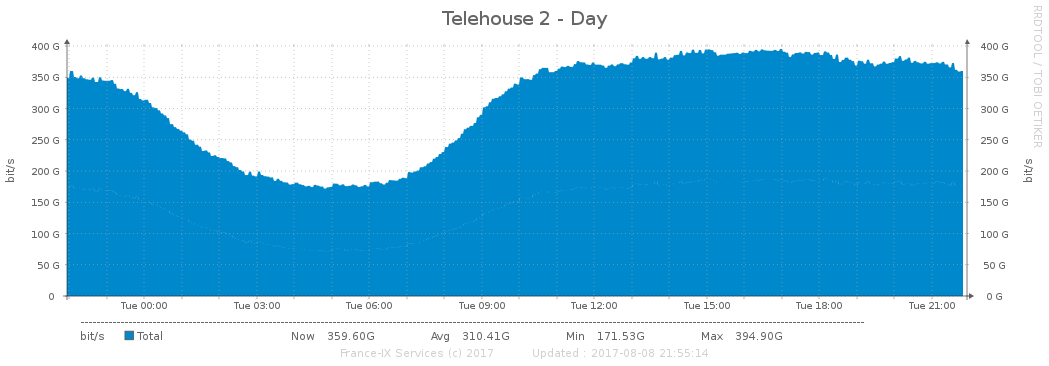 Telehouse 2 - Day
RRDTOOL / TOBI OETIKER
400 G 400 G
350 G 350 G
300 G 300 G
250 G 250 G
200 G 200 G
150 G 150 G
100 G 100 G
50 G 50 G
0 0 G
bit/s bit/s
Tue 00:00 Tue 03:00 Tue 06:00 Tue 09:00 Tue 12:00 Tue 15:00 Tue 18:00 Tue 21:00
bit/s Total Now 359.60G Avg 310.41G Min 171.53G Max 394.90G
France-IX Services (c) 2017 Updated : 2017-08-08 21:55:14